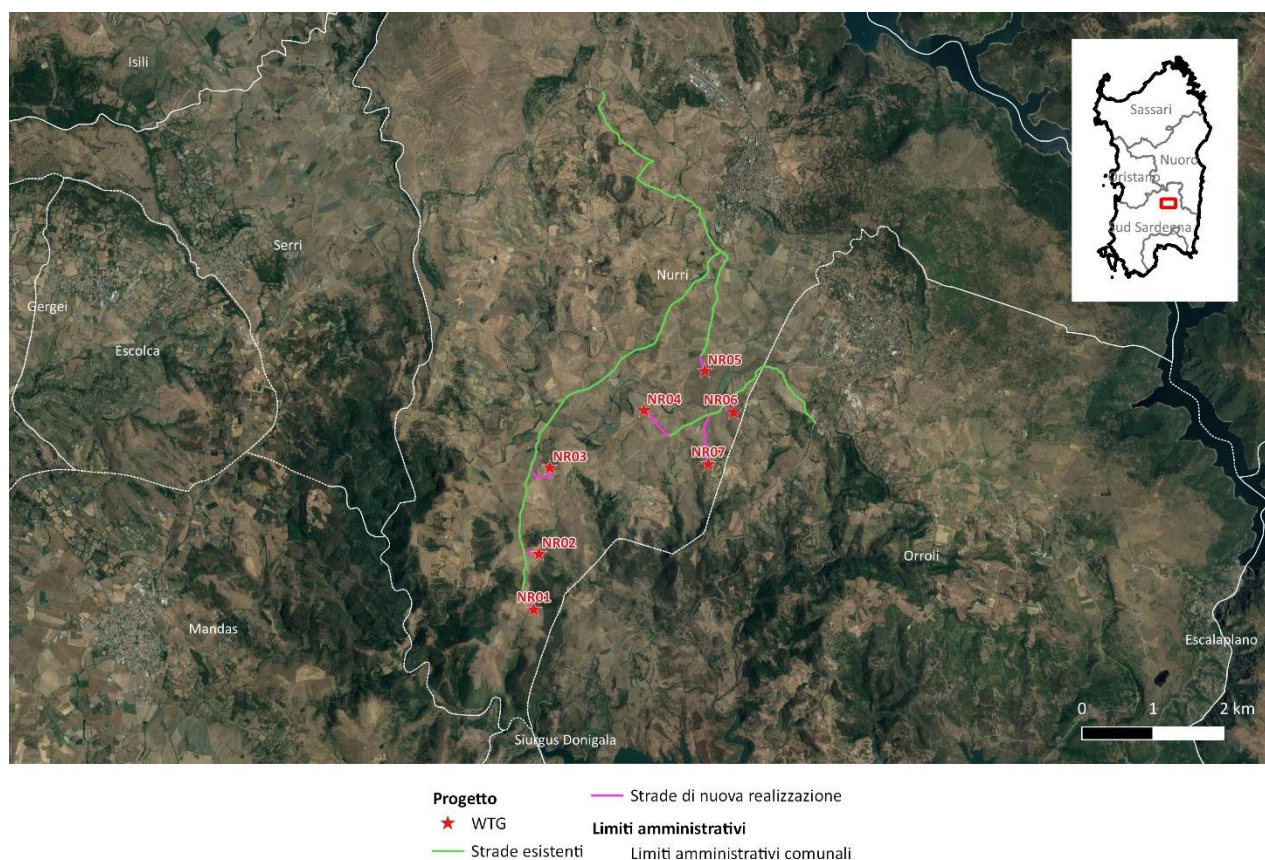 Isili
Sassari
Nuoro
Oristano
Sud Sardegna
Serri
Nurri
Gergei
Escolca
NR05
NR04
NR06
NR03
NR07
NR02
Orroli
NR01
Mandas
Escalaplano
0 1 2 km
Siurgus Donigala
Progetto
WTG
Strade esistenti
Strade di nuova realizzazione
Limiti amministrativi
Limiti amministrativi comunali